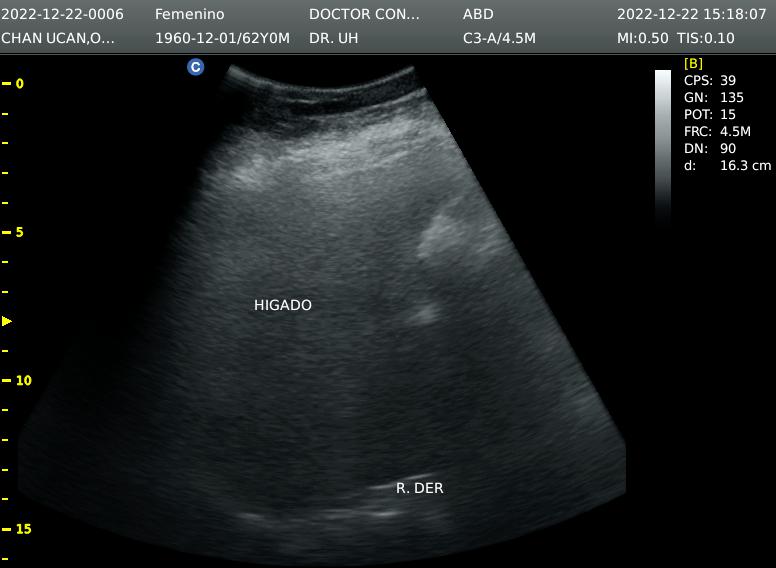 2022-12-22-0006 Femenino DOCTOR CON... ABD 2022-12-22 15:18:07
CHAN UCAN,O... 1960-12-01/62Y0M DR. UH C3-A/4.5M MI:0.50 TIS:0.10
C
[B]
CPS: 39
GN: 135
POT: 15
FRC: 4.5M
DN: 90
d: 16.3 cm
0
5
HIGADO
10
R. DER
15